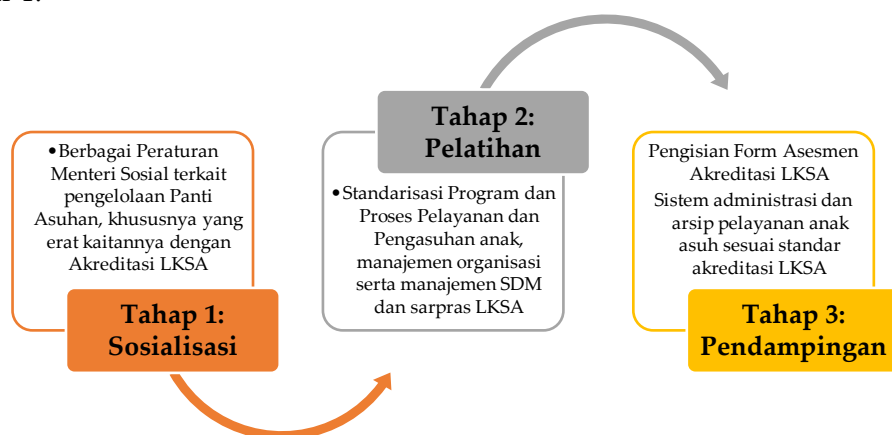 •Berbagai Peraturan
Menteri Sosial terkait
pengelolaan Panti
Asuhan, khususnya yang
erat kaitannya dengan
Akreditasi LKSA
Tahap 1:
Sosialisasi
Tahap 2:
Pelatihan
•Standarisasi Program dan
Proses Pelayanan dan
Pengasuhan anak,
manajemen organisasi
serta manajemen SDM
dan sarpras LKSA
Pengisian Form Asesmen
Akreditasi LKSA
Sistem administrasi dan
arsip pelayanan anak
asuh sesuai standar
akreditasi LKSA
Tahap 3:
Pendampingan